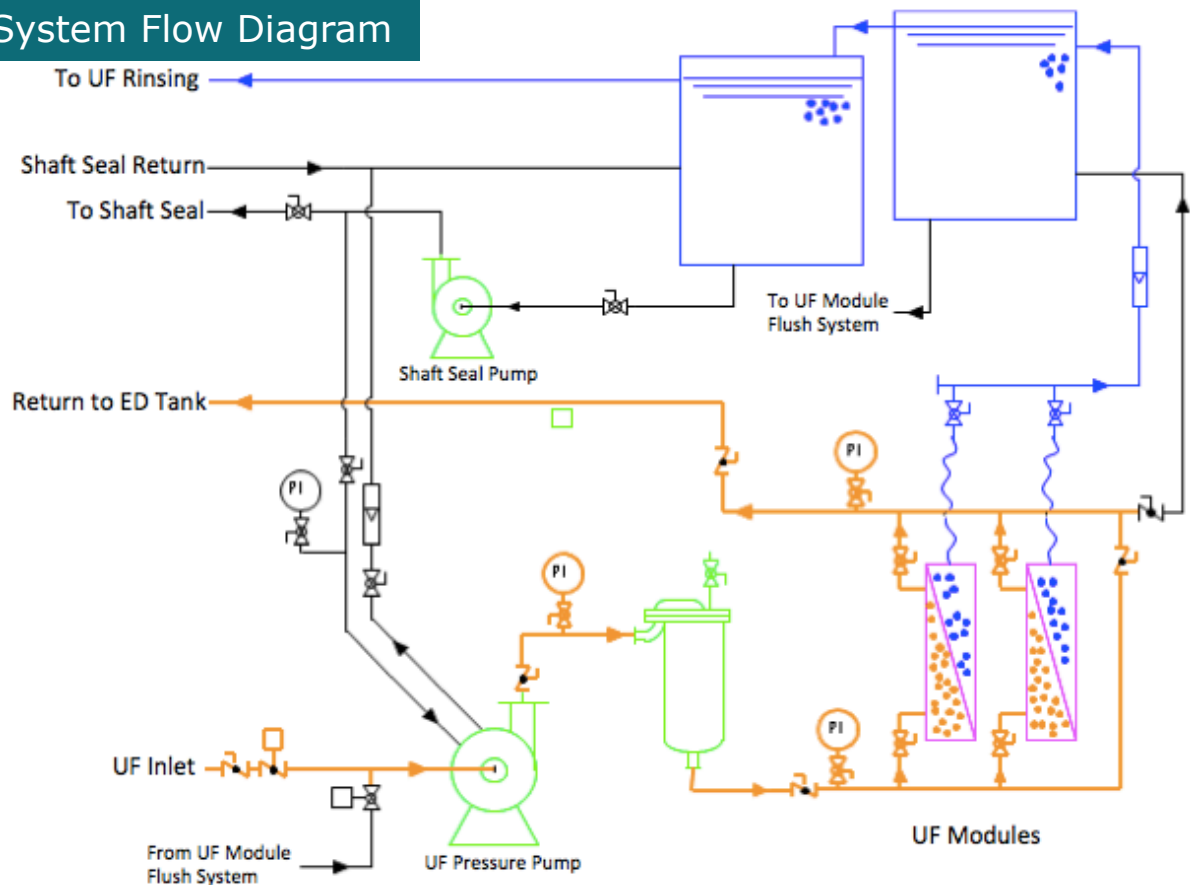 System Flow Diagram
To UF Rinsing
Shaft Seal Return
To Shaft Seal
To UF Module
Flush System
Shaft Seal Pump
Return to ED Tank
PI
PI
PI
PI
UF Inlet
UF Modules
From UF Module
Flush System
UF Pressure Pump